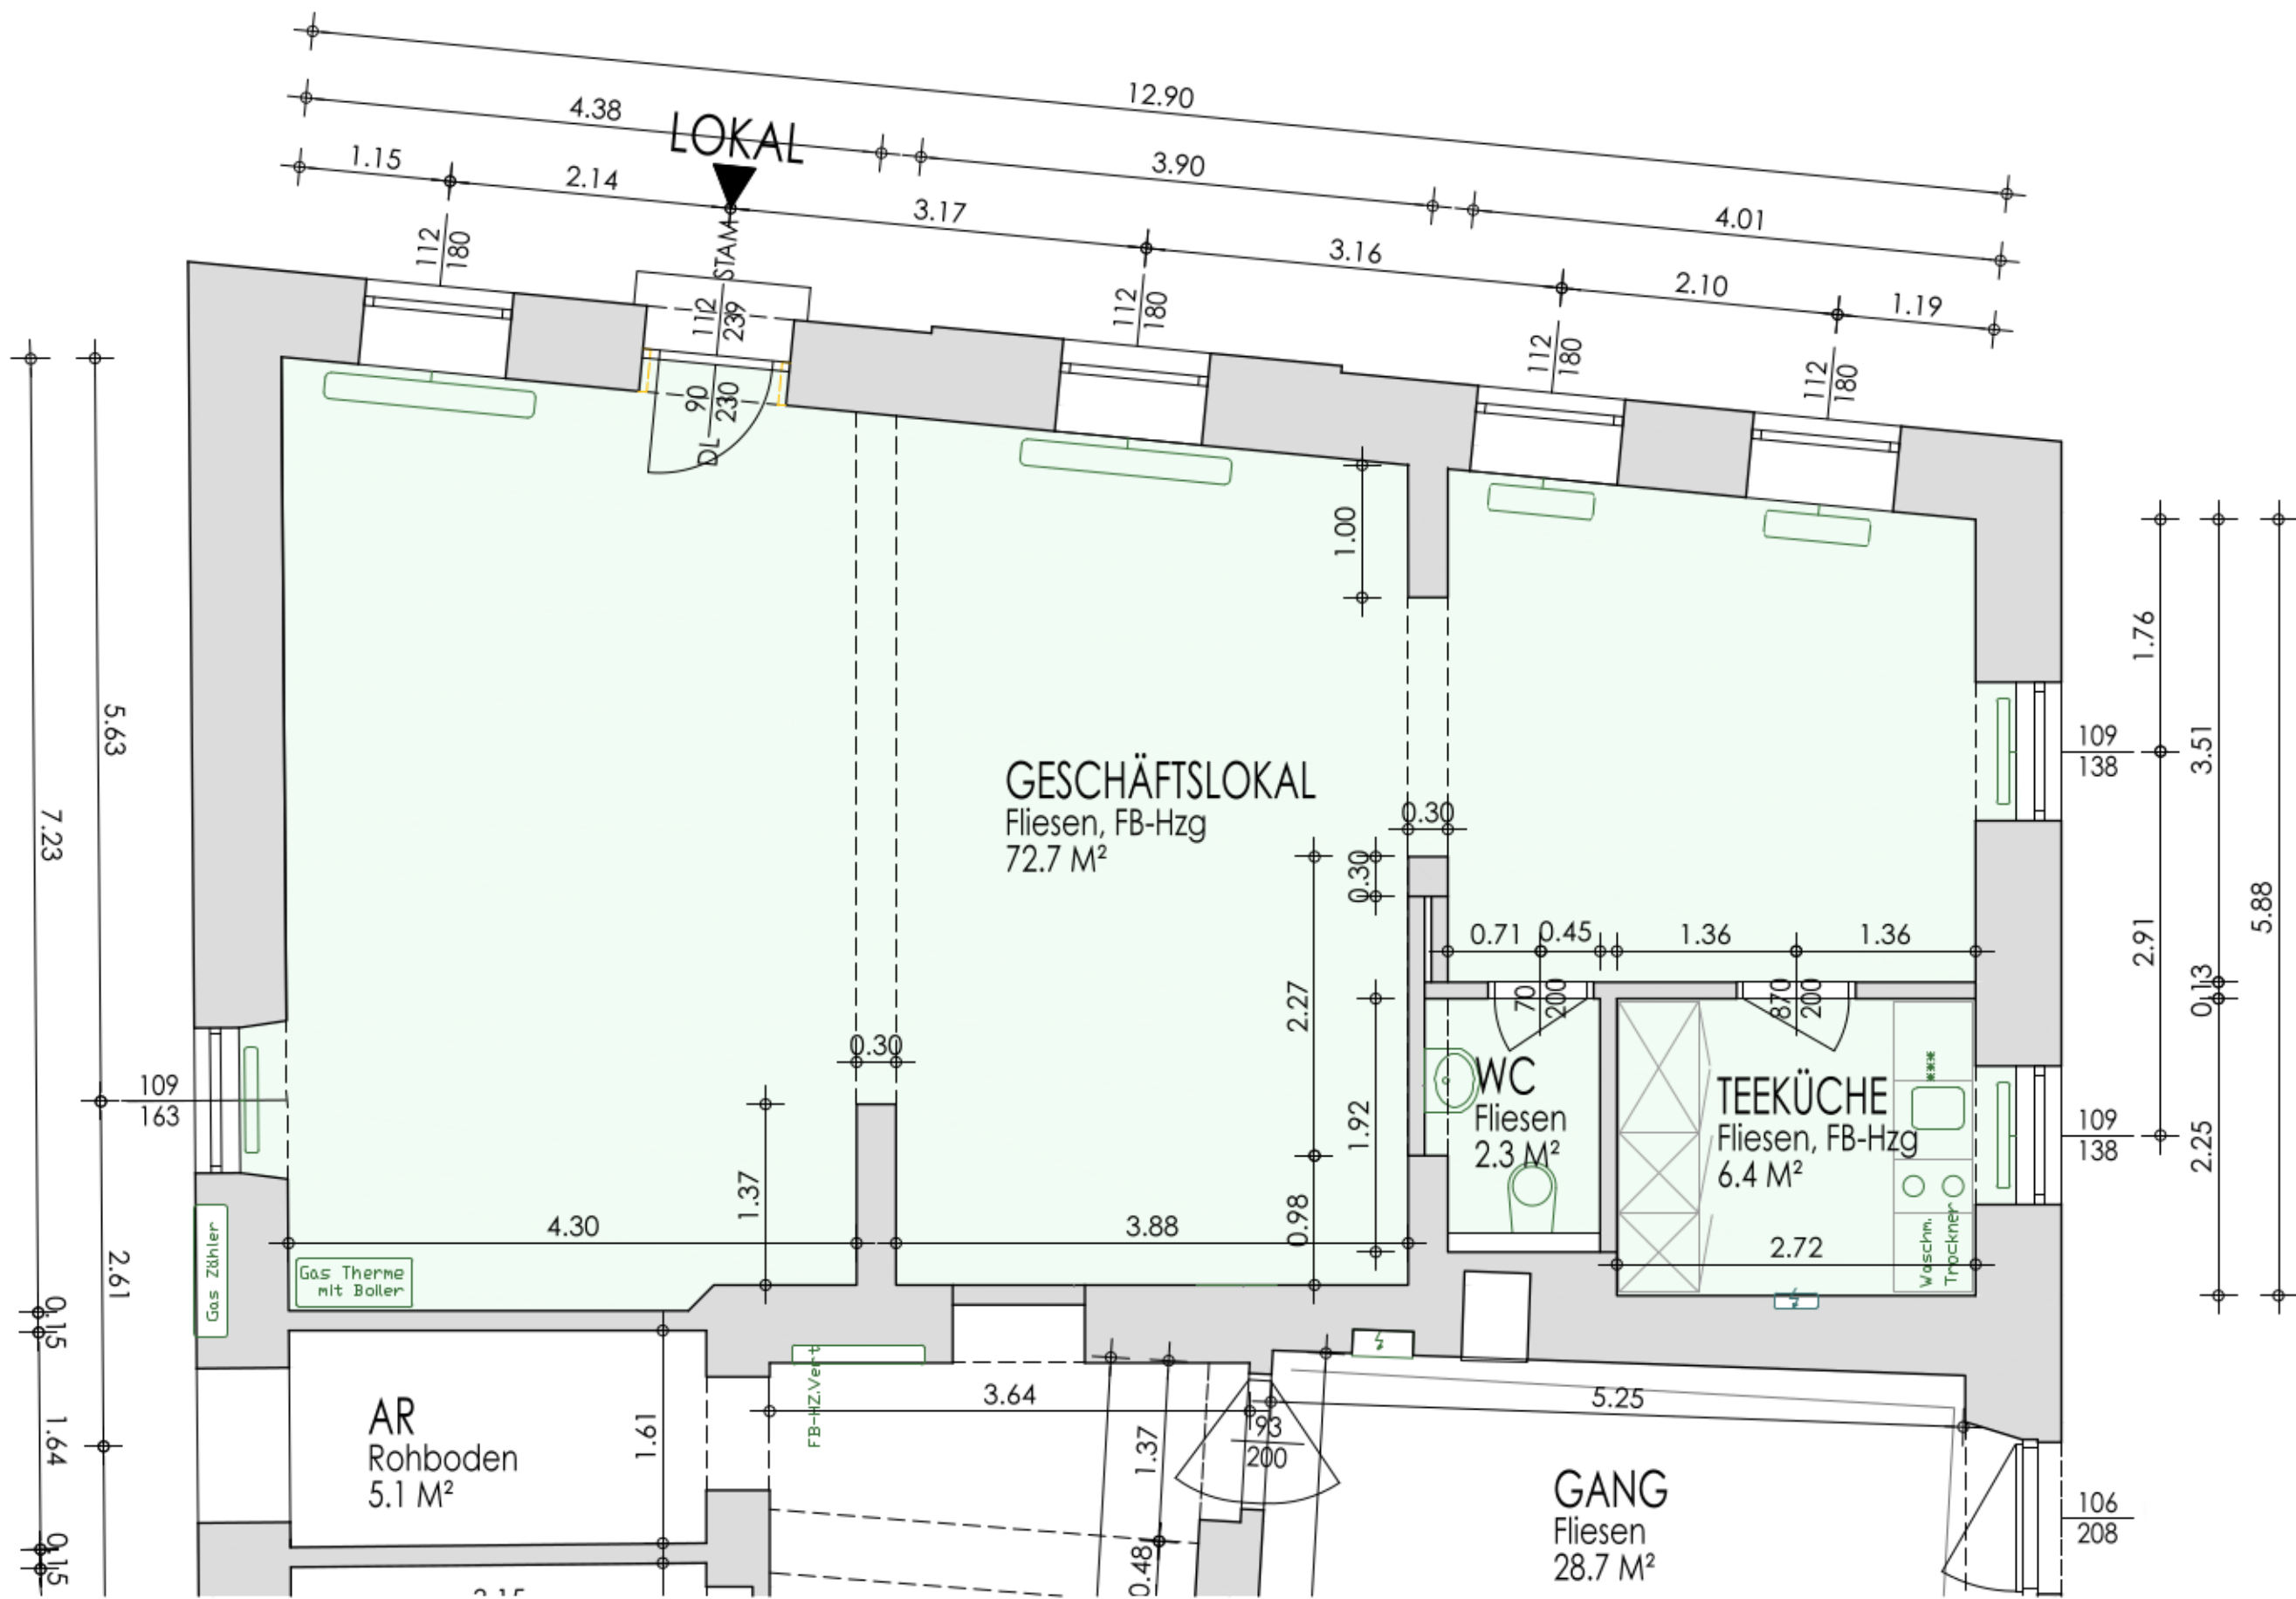 12.90
4.38
LOKAL
3.90
4.01
1.15
2.14
3.17
3.16
2.10
1.19
112
180
STAM
112
239
112
180
112
180
112
180
90
230
DL
1.00
5.63
7.23
1.76
109
138
3.51
2.91
5.88
0.13
GESCHÄFTSLOKAL
Fliesen, FB-Hzg
72.7 M²
0.30
0.30
0.71
0.45
1.36
1.36
70
200
870
200
2.27
0.30
109
163
1.92
WC
Fliesen
2.3 M²
TEEKÜCHE
Fliesen, FB-Hzg
6.4 M²
109
138
2.25
1.37
4.30
3.88
0.98
2.72
Waschm.
Trockner
Gas Zähler
Gas Therme
mit Boller
2.61
0.15
FB-HZ.Vert
3.64
5.25
93
200
1.37
AR
Rohboden
5.1 M²
1.61
1.64
GANG
Fliesen
28.7 M²
106
208
0.48
0.15